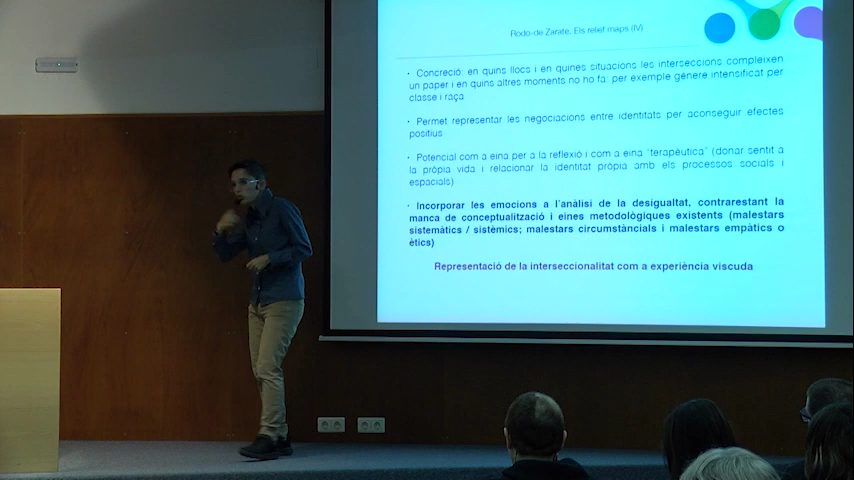 Rodo-de Zarate, Els relief maps (IV)
· Concreció: en quins llocs i en quines situacions les interseccions compleixen
un paper i en quins altres moments no ho fa: per exemple gènere intensificat per
classe i raça
· Permet representar les negociacions entre identitats per aconseguir efectes
positius
· Potencial com a eina per a la reflexió i com a eina "terapèutica" (donar sentit a
la pròpia vida i relacionar la identitat pròpia amb els processos socials i
espacials)
· Incorporar les emocions a l'anàlisi de la desigualtat, contrarestant la
manca de conceptualització i eines metodològiques existents (malestars
sistemàtics / sistèmics; malestars circumstàncials i malestars empàtics o
ètics)
Representació de la interseccionalitat com a experiència viscuda